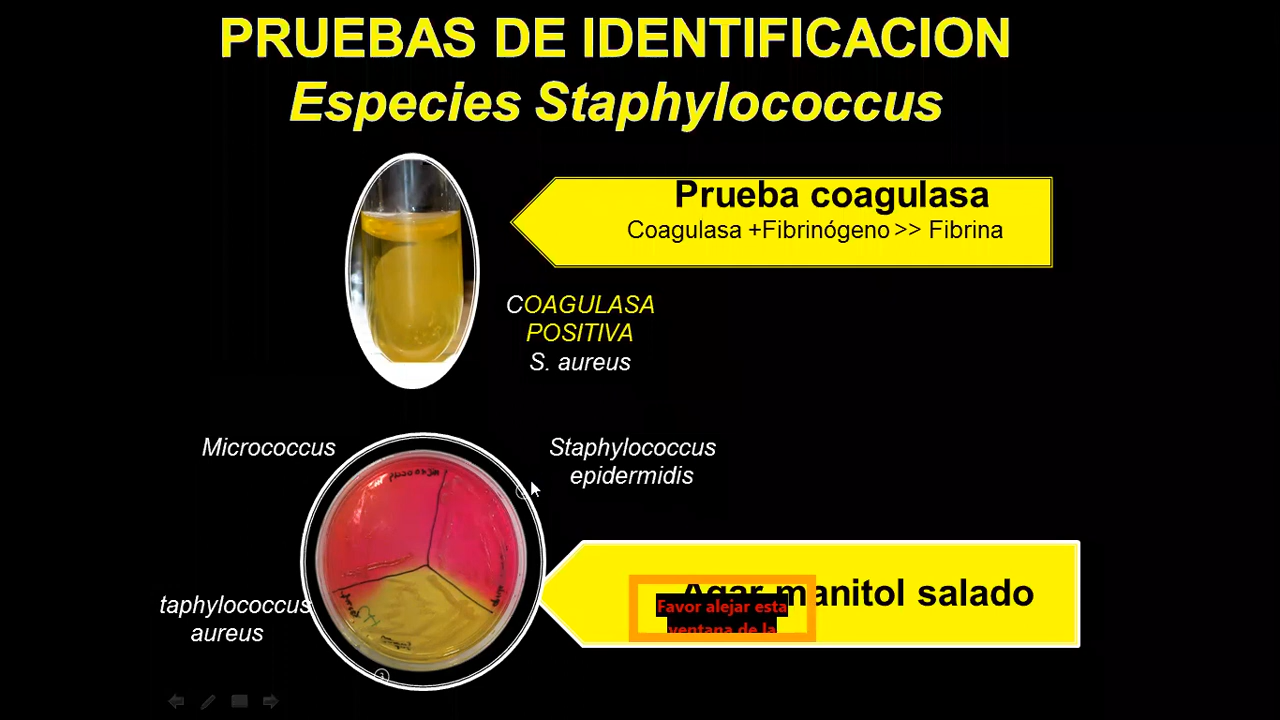 PRUEBAS DE IDENTIFICACION
Especies Staphylococcus
Prueba coagulasa
Coagulasa +Fibrinógeno >> Fibrina
COAGULASA
POSITIVA
S. aureus
Micrococcus
Staphylococcus
epidermidis
taphylococcus
aureus
Agar manitol salado
Favor alejar esta
ventana de la